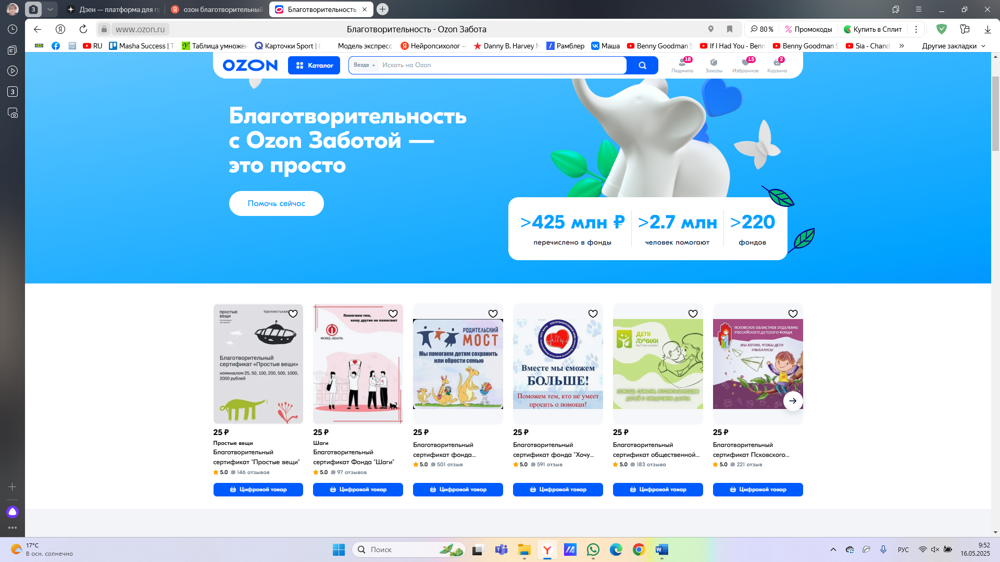 3
Дзен — платформа для п
озон благотворительный
Благотворительность
www.ozon.ru
Благотворительность - Ozon Забота
80 %
Промокоды
Купить в Сплит
RU
Masha Success | T
Таблица умножен
Карточки Sport | С
Модель экспресс
Нейропсихолог –
Danny B. Harvey
Рамблер
Маша
Benny Goodman S
If I Had You - Benn
Benny Goodman S
Sia - Chand
»
Другие закладки
3
OZON
Каталог
Везде
Искать на Ozon
18
Людмила
Заказы
15
Избранное
2
Корзина
Благотворительность
с Ozon Заботой —
это просто
Помочь сейчас
>425 млн ₽
перечислено в фонды
>2.7 млн
человек помогают
>220
фондов
простые
вещи
#делоестькаж
Благотворительный
сертификат «Простые вещи»
номиналом 25, 50, 100, 200, 500, 1000,
2000 рублей
25 ₽
Простые вещи
Благотворительный
сертификат "Простые вещи"
5.0 146 отзывов
Цифровой товар
Помогаем тем,
кому другие не помогают
ФОНД «ШАГИ»
25 ₽
Шаги
Благотворительный
сертификат Фонда "Шаги"
5.0 97 отзывов
Цифровой товар
РОДИТЕЛЬСКИЙ
МОСТ
Мы помогаем детям сохранить
или обрести семью
25 ₽
Благотворительный
сертификат фонда...
5.0 501 отзыв
Цифровой товар
Вместе мы сможем
БОЛЬШЕ!
Поможем тем, кто не умеет
просить о помощи!
25 ₽
Благотворительный
сертификат фонда "Хочу...
5.0 591 отзыв
Цифровой товар
ДЕТИ
ЛУЧИКИ
ПОМОЩЬ СЕМЬЯМ, ВОСПИТЫВАЮЩИМ
ДЕТЕЙ С СИНДРОМОМ ДАУНА
25 ₽
Благотворительный
сертификат общественной...
5.0 183 отзыва
Цифровой товар
ПСКОВСКОЕ ОБЛАСТНОЕ ОТДЕЛЕНИЕ
РОССИЙСКОГО ДЕТСКОГО ФОНДА
МЫ ХОТИМ, ЧТОБЫ ДЕТИ
УЛЫБАЛИСЬ!
25 ₽
Благотворительный
сертификат Псковского...
5.0 221 отзыв
Цифровой товар
17°C
В осн. солнечно
Поиск
РУС
9:52
16.05.2025